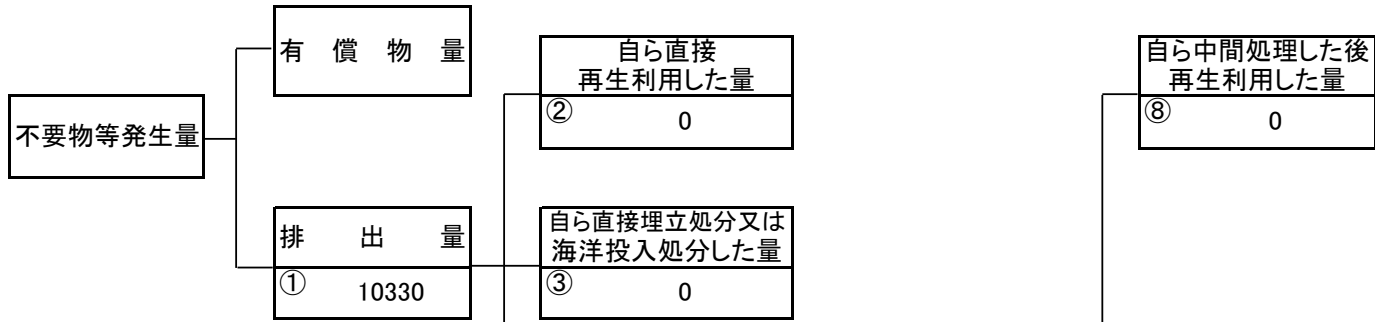 有 償 物 量
自ら直接
再生利用した量
② 0
自ら中間処理した後
再生利用した量
⑧ 0
不要物等発生量
排 出 量
① 10330
自ら直接埋立処分又は
海洋投入処分した量
③ 0